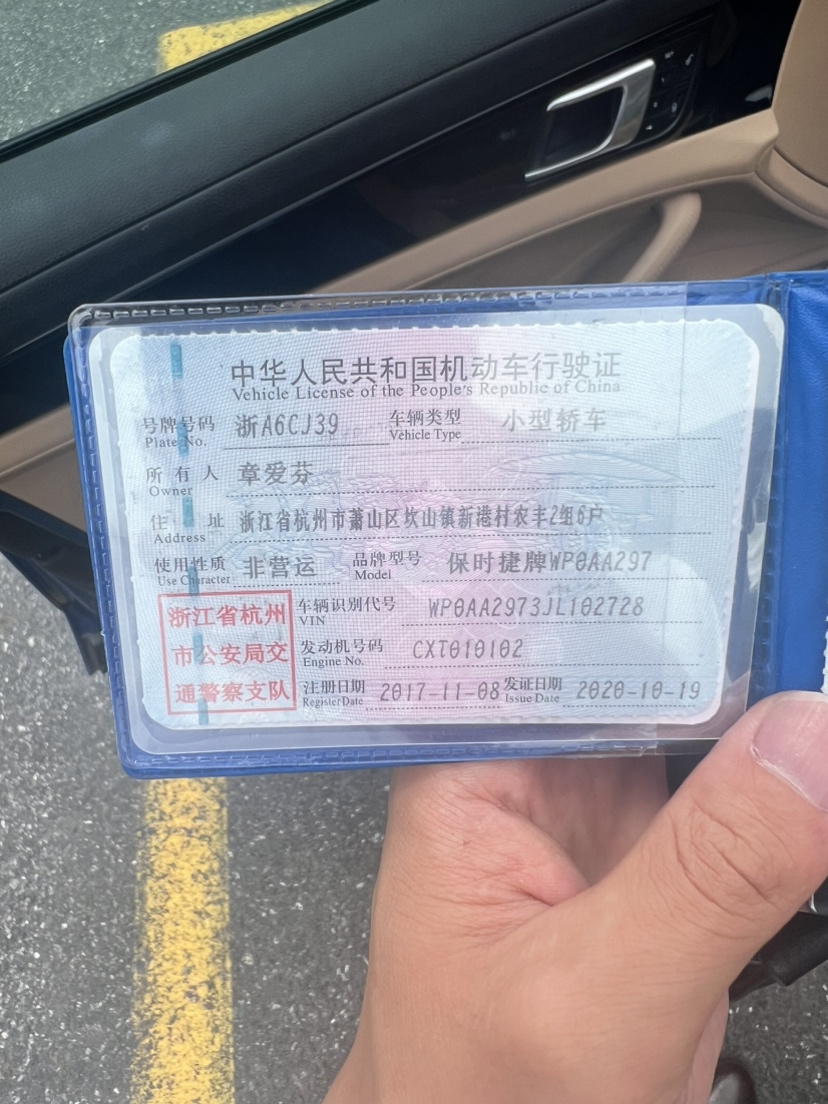 中华人民共和国机动车行驶证
Vehicle License of the People's Republic of China
号牌号码 浙A6CJ39 车辆类型 小型轿车
Plate No. Vehicle Type
所有人 章爱芬
Owner
住址 浙江省杭州市萧山区坎山镇新港村农丰2组6户
Address
使用性质 非营运 品牌型号 保时捷牌WP0AA297
Use Character Model
浙江省杭州 车辆识别代号 WP0AA2973JL102728
VIN
市公安局交 发动机号码 CXT010102
Engine No.
通警察支队 注册日期 2017-11-08 发证日期 2020-10-19
Register Date Issue Date